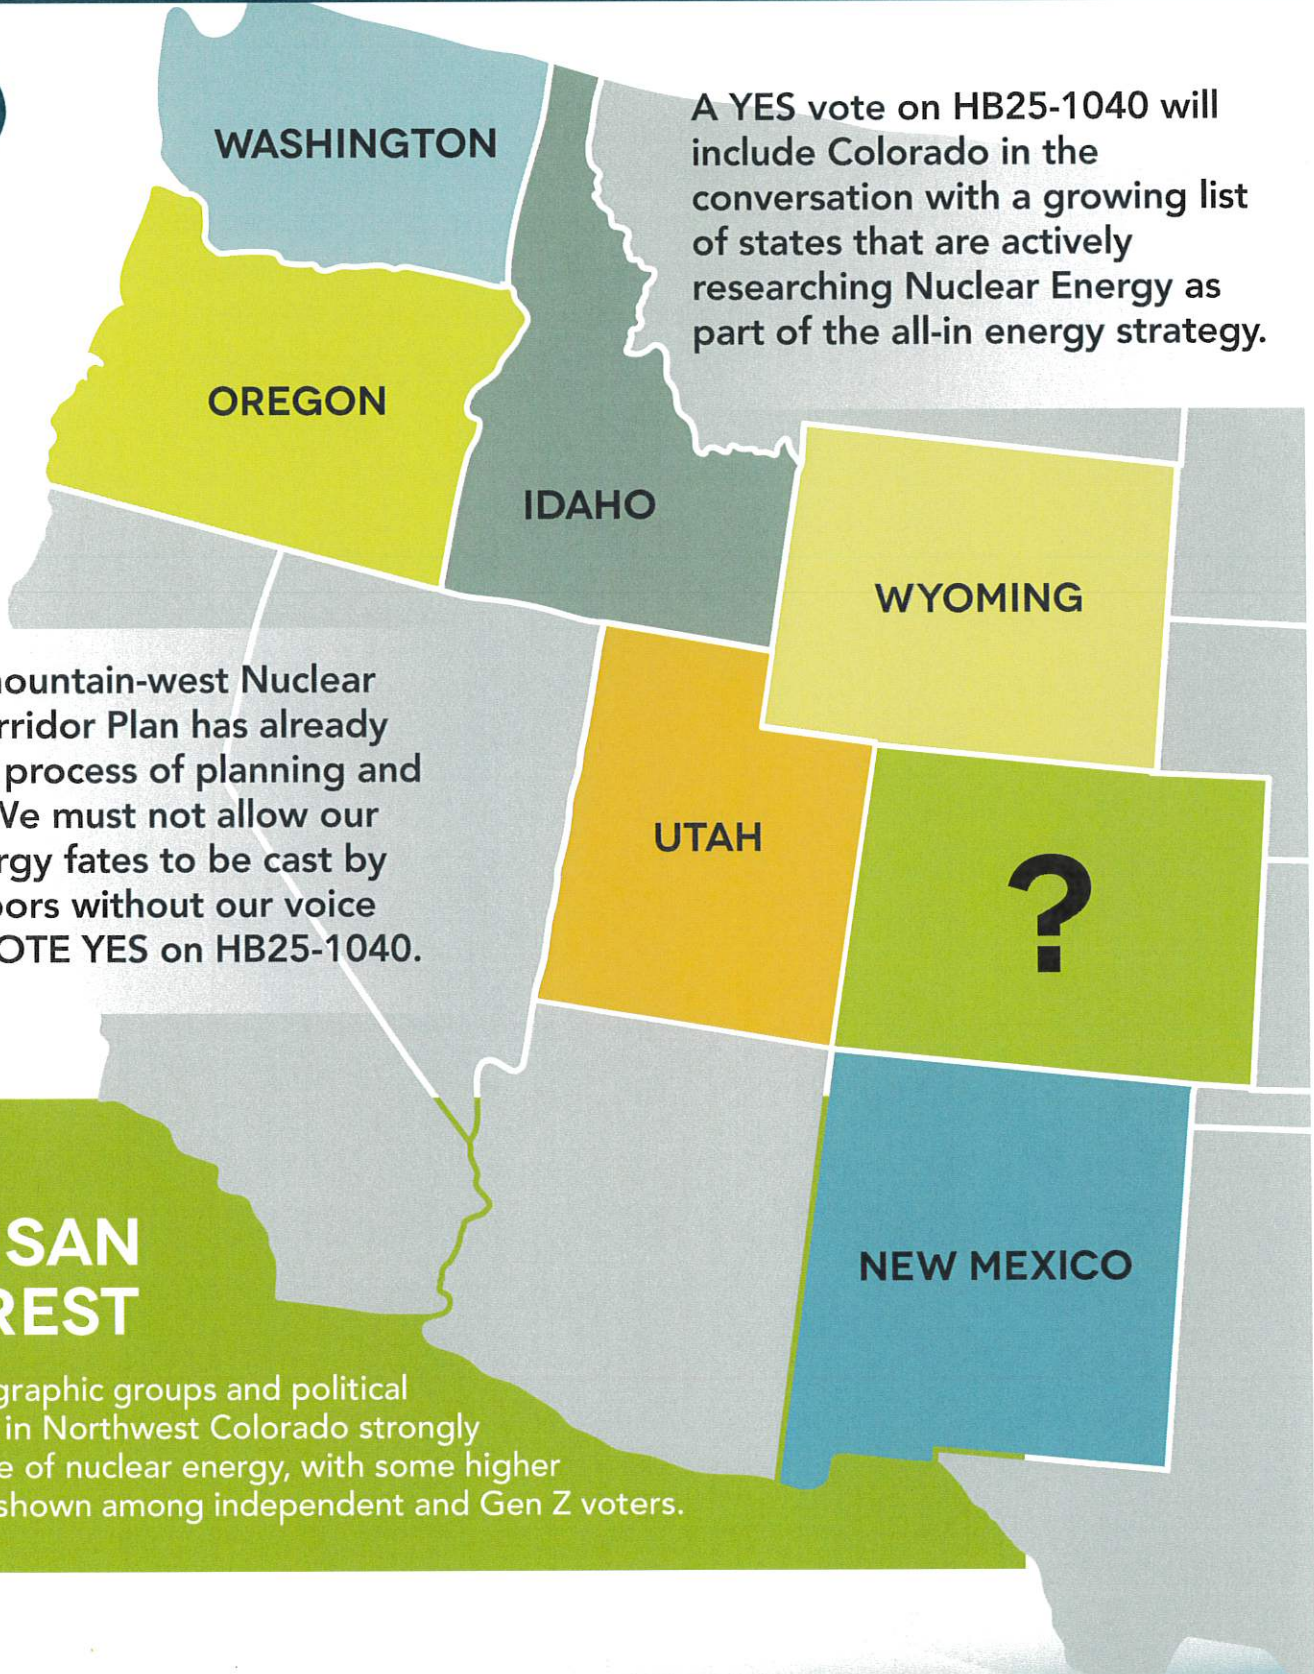 WASHINGTON
A YES vote on HB25-1040 will
include Colorado in the
conversation with a growing list
of states that are actively
researching Nuclear Energy as
part of the all-in energy strategy.
OREGON
IDAHO
WYOMING
ountain-west Nuclear
rridor Plan has already
process of planning and
We must not allow our
rgy fates to be cast by
ors without our voice
OTE YES on HB25-1040.
UTAH
?
NEW MEXICO
SAN
REST
graphic groups and political
in Northwest Colorado strongly
e of nuclear energy, with some higher
shown among independent and Gen Z voters.